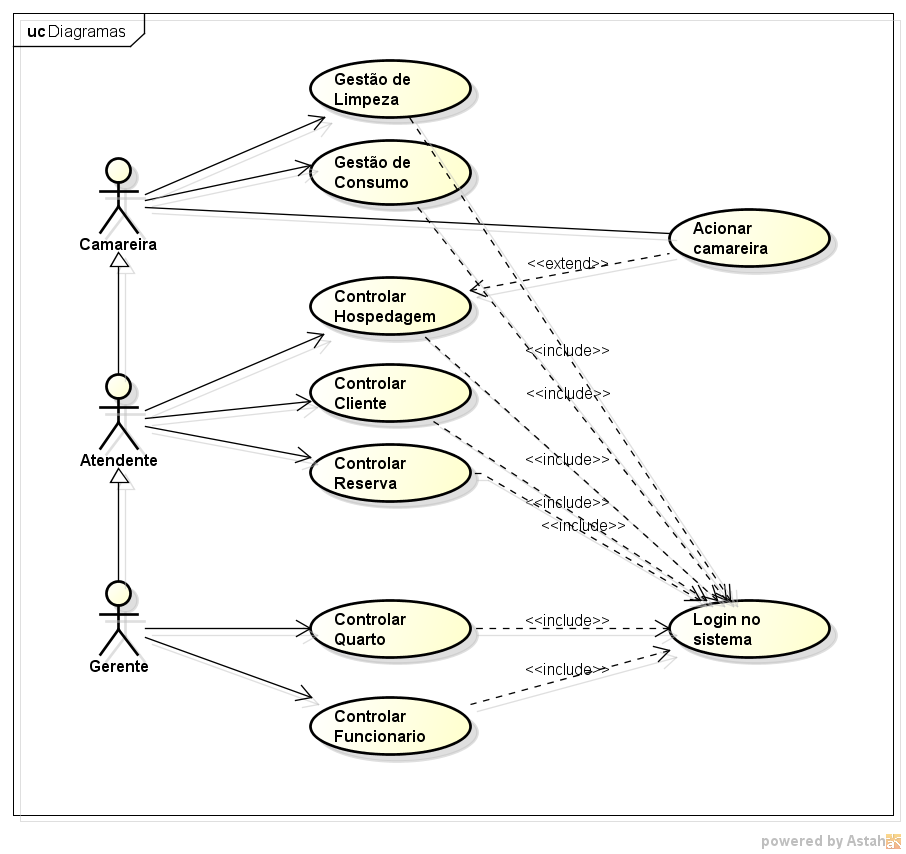 uc Diagramas
Gestão de
Limpeza
Gestão de
Consumo
Camareira
Acionar
camareira
<<extend>>
Controlar
Hospedagem
<<include>>
Controlar
Cliente
<<include>>
Atendente
Controlar
Reserva
<<include>>
<<include>>
<<include>>
Gerente
Controlar
Quarto
<<include>>
Login no
sistema
<<include>>
Controlar
Funcionario
powered by Astah